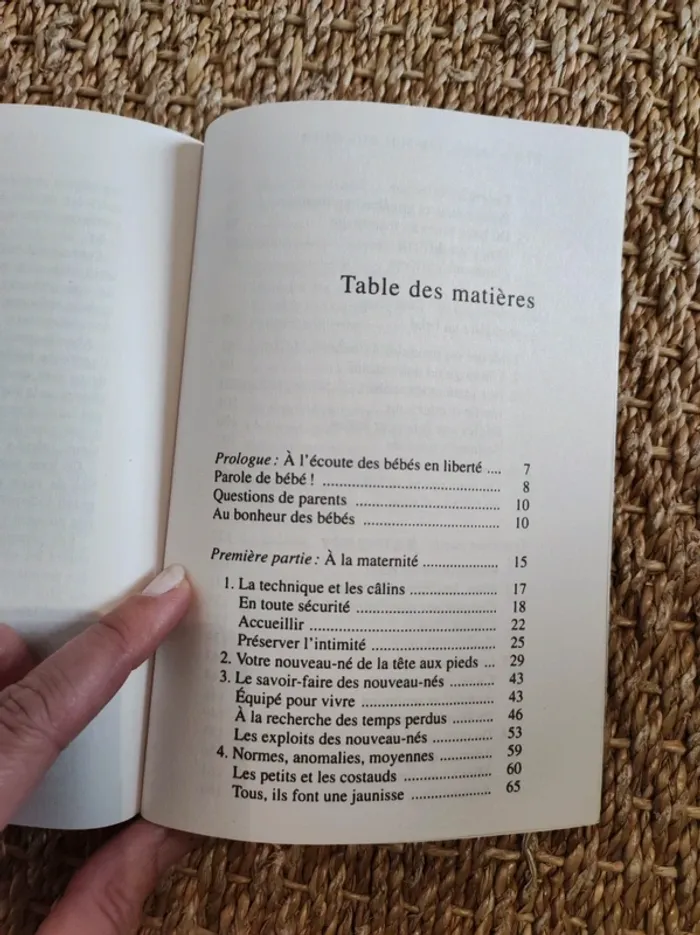 Table des matières
Prologue : À l'écoute des bébés en liberté .... 7
Parole de bébé ! ........................................ 8
Questions de parents ................................. 10
Au bonheur des bébés ............................... 10
Première partie : À la maternité .................. 15
1. La technique et les câlins ....................... 17
En toute sécurité ................................. 18
Accueillir ............................................ 22
Préserver l'intimité .............................. 25
2. Votre nouveau-né de la tête aux pieds ... 29
3. Le savoir-faire des nouveau-nés ............ 43
Équipé pour vivre ............................... 43
À la recherche des temps perdus .......... 46
Les exploits des nouveau-nés .............. 53
4. Normes, anomalies, moyennes ............. 59
Les petits et les costauds .................... 60
Tous, ils font une jaunisse .................. 65